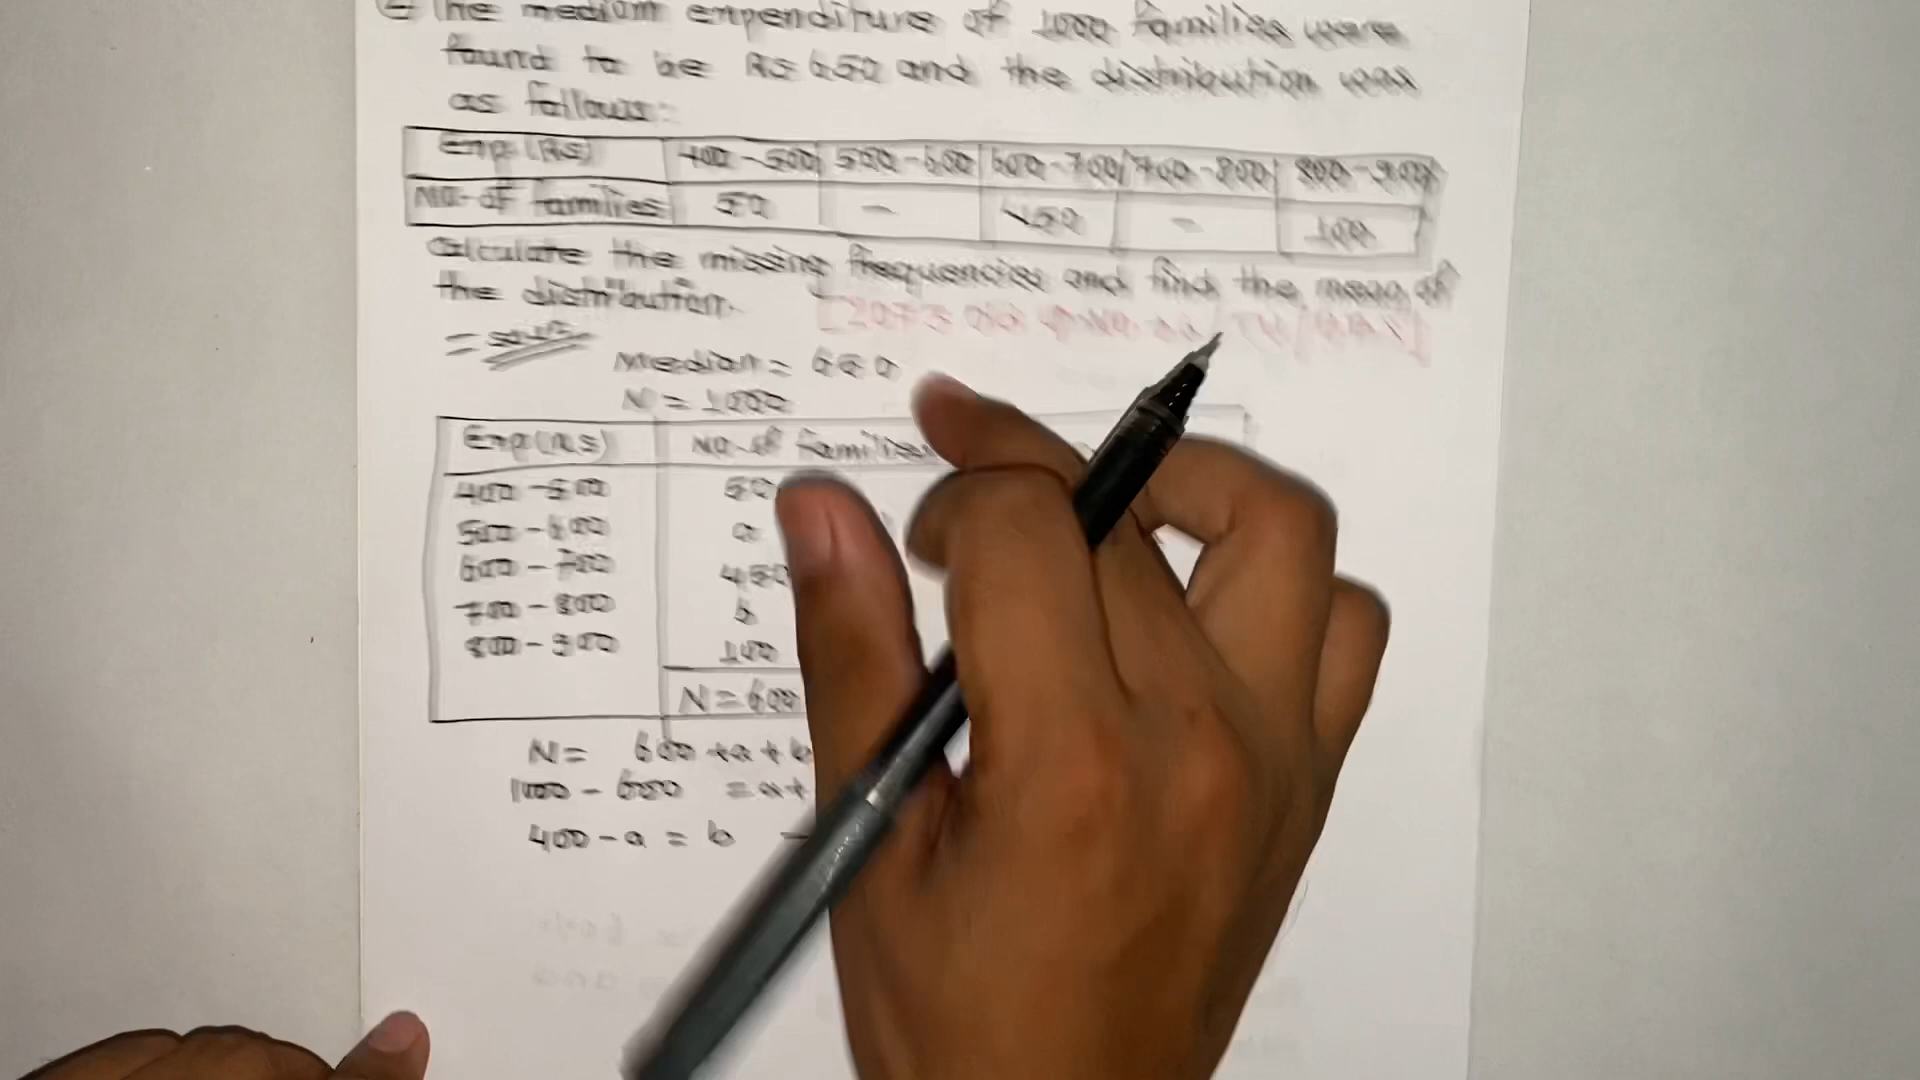 The median expenditure of 1000 families were
found to be RS 650 and the distribution was
as follows:
Exp.(RS) 400-500 500-600 600-700 700-800 800-900
No. of families 50 - 450 - 100
Calculate the missing frequencies and find the mean of
the distribution.
= solⁿ
Median = 650
N = 1000
Exp(RS) No. of families
400-500 50
500-600 a
600-700 450
700-800 b
800-900 100
N=600
N= 600 +a+b
1000 - 600 = a+
400-a = b